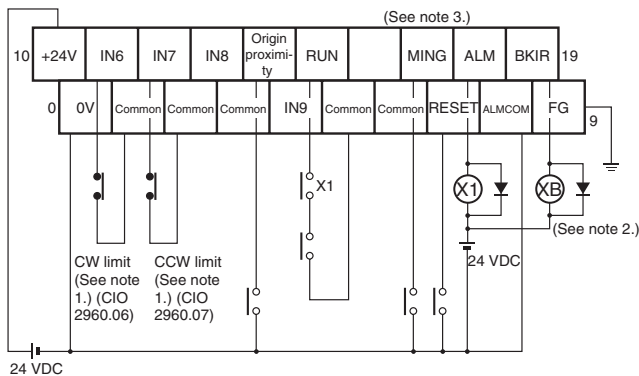 (See note 3.)
10 +24V IN6 IN7 IN8 Origin proximi-ty RUN MING ALM BKIR 19
0 0V Common Common Common IN9 Common Common RESET ALMCOM FG 9
X1
X1 XB
(See note 2.)
24 VDC
CW limit
(See note
1.) (CIO
2960.06)
CCW limit
(See note
1.) (CIO
2960.07)
24 VDC